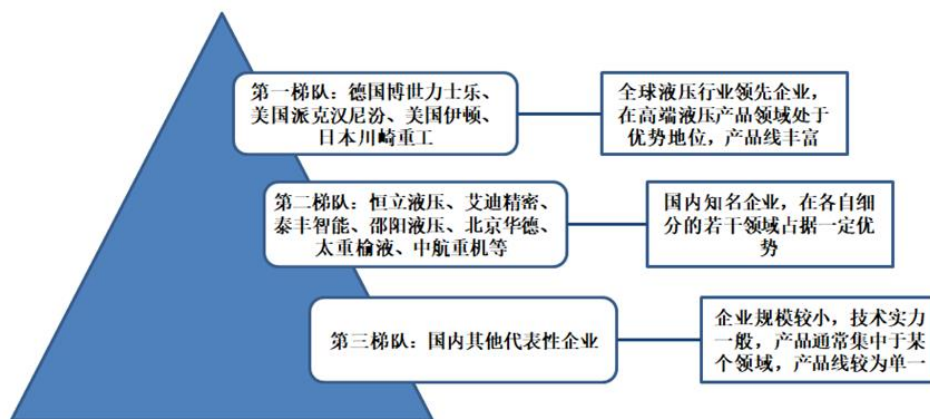 第一梯队：德国博世力士乐、
美国派克汉尼汾、美国伊顿、
日本川崎重工
全球液压行业领先企业，
在高端液压产品领域处于
优势地位，产品线丰富
第二梯队：恒立液压、艾迪精密、
泰丰智能、邵阳液压、北京华德、
太重榆液、中航重机等
国内知名企业，在各自细
分的若干领域占据一定优
势
第三梯队：国内其他代表性企业
企业规模较小，技术实力
一般，产品通常集中于某
个领域，产品线较为单一